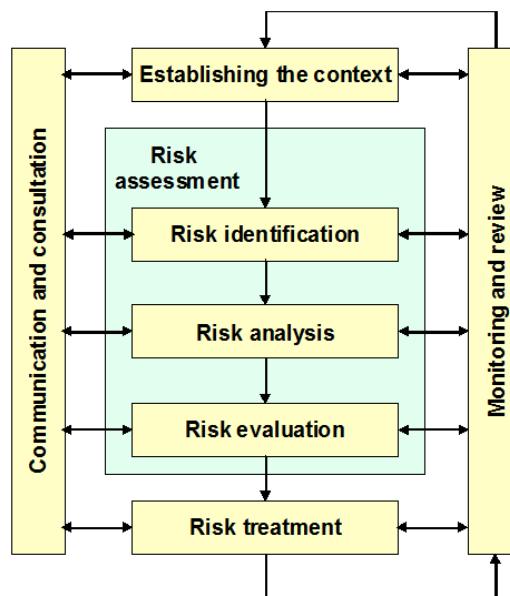 Establishing the context
Risk
assessment
Risk identification
Risk analysis
Risk evaluation
Risk treatment
Communication and consultation
Monitoring and review